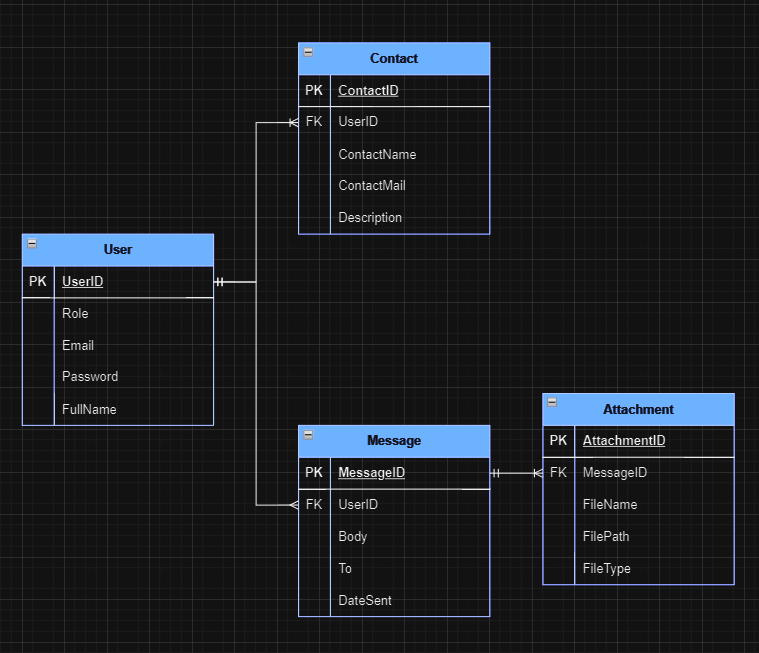 Contact
PK ContactID
FK UserID
ContactName
ContactMail
Description
User
PK UserID
Role
Email
Password
FullName
Message
PK MessageID
FK UserID
Body
To
DateSent
Attachment
PK AttachmentID
FK MessageID
FileName
FilePath
FileType